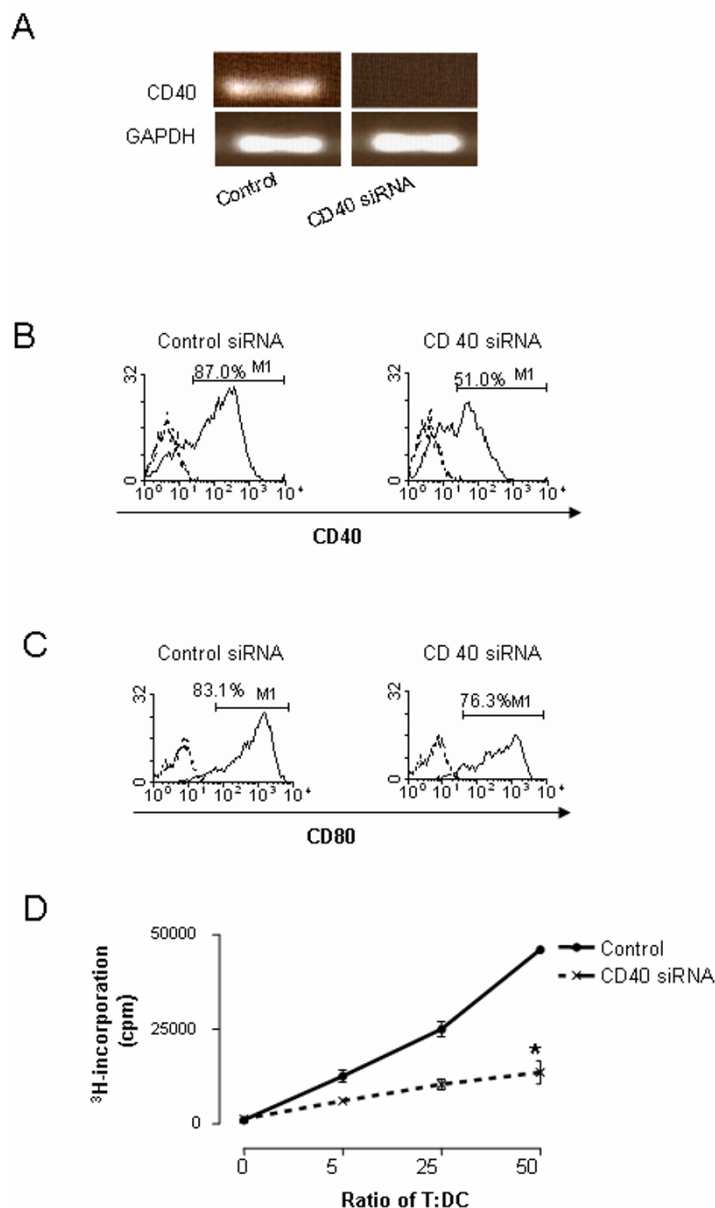 A
CD40
GAPDH
Control
CD40 siRNA
B
Control siRNA
CD 40 siRNA
32
87.0% M1
0
10⁰ 10¹ 10² 10³ 10⁴
32
51.0% M1
0
10⁰ 10¹ 10² 10³ 10⁴
CD40
C
Control siRNA
CD 40 siRNA
32
83.1% M1
0
10⁰ 10¹ 10² 10³ 10⁴
32
76.3% M1
0
10⁰ 10¹ 10² 10³ 10⁴
CD80
D
³H-incorporation
(cpm)
50000
25000
0
Control
CD40 siRNA
*
0 5 25 50
Ratio of T:DC